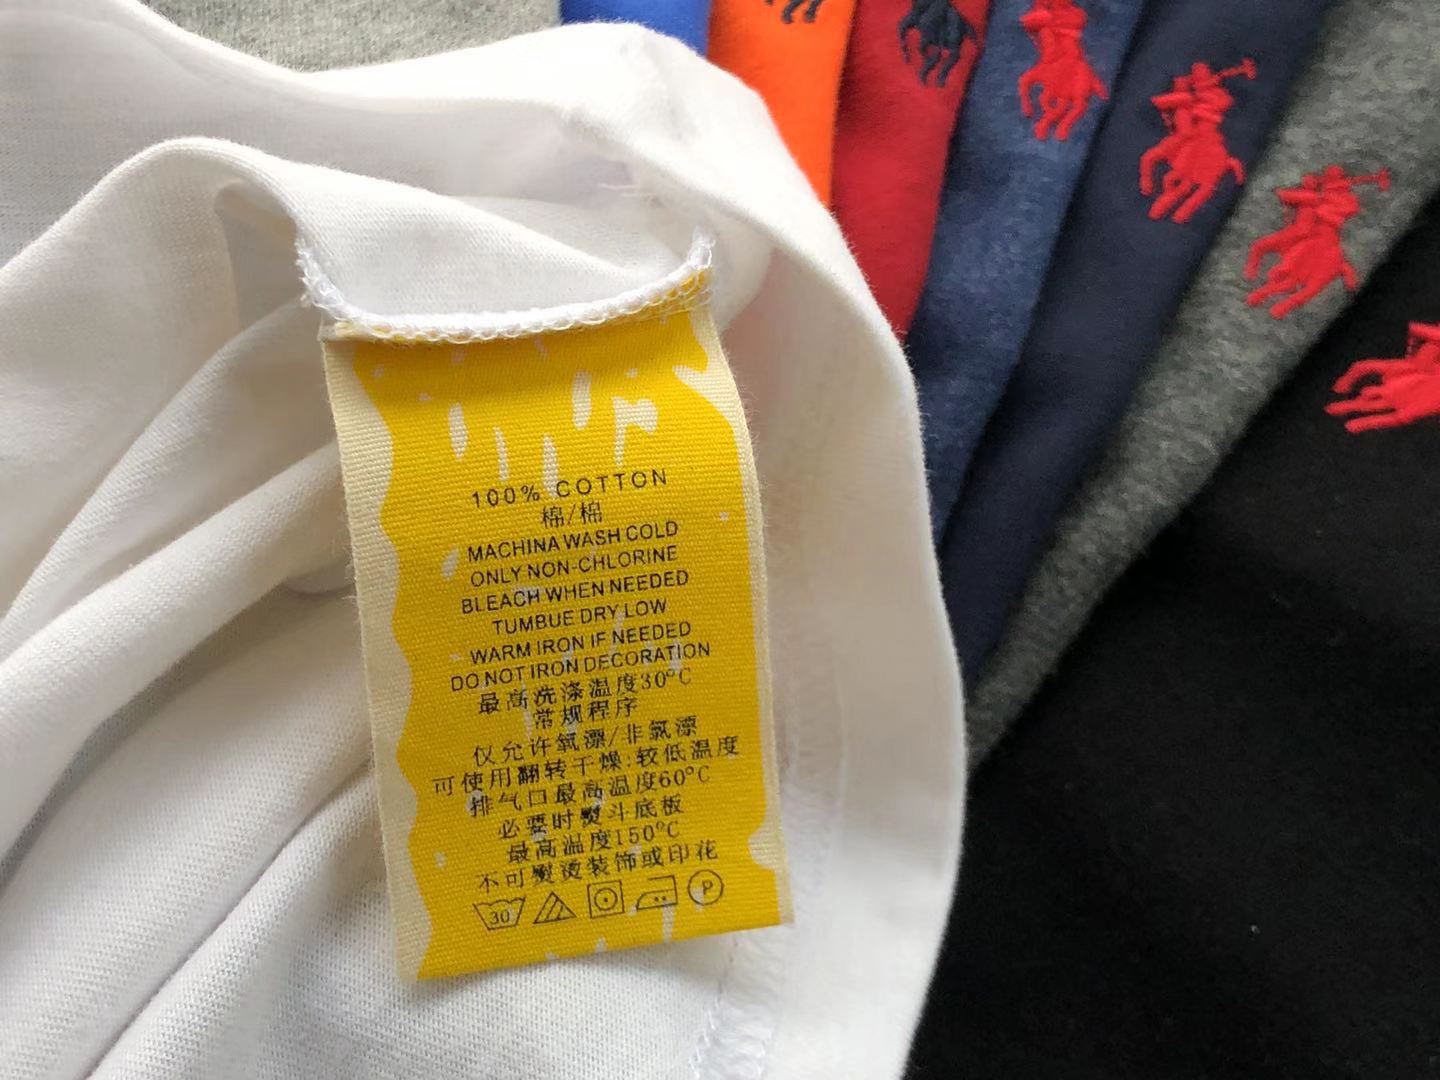 100% COTTON
棉/棉
MACHINA WASH COLD
ONLY NON-CHLORINE
BLEACH WHEN NEEDED
TUMBUE DRY LOW
WARM IRON IF NEEDED
DO NOT IRON DECORATION
最高洗涤温度30°C
常规程序
仅允许氧漂/非氯漂
可使用翻转干燥:较低温度
排气口最高温度60°C
必要时熨斗底板
最高温度150°C
不可熨烫装饰或印花
30 P